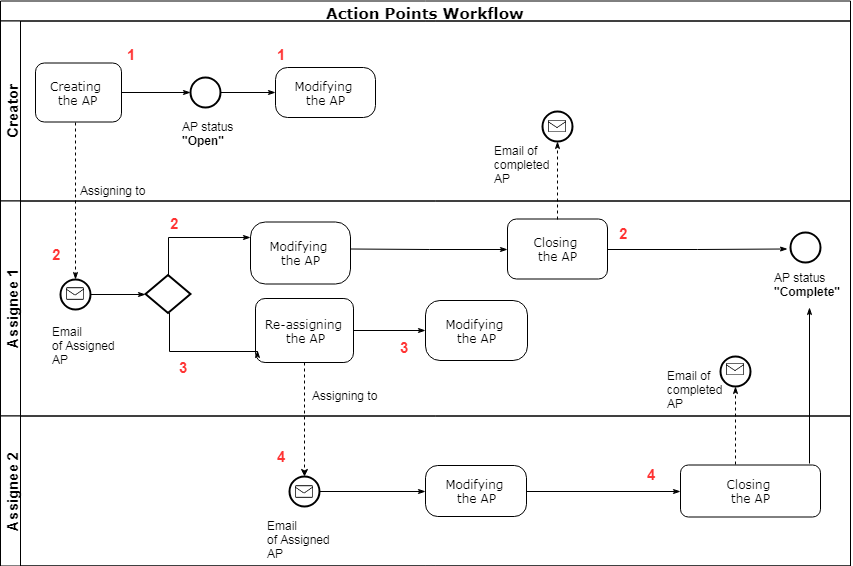 Action Points Workflow
Creator
1
1
Creating
the AP
Modifying
the AP
AP status
"Open"
Email of
completed
AP
Assigning to
Assignee 1
2
2
2
Modifying
the AP
Closing
the AP
AP status
"Complete"
Email
of Assigned
AP
Re-assigning
the AP
Modifying
the AP
3
3
Assigning to
Email of
completed
AP
Assignee 2
4
4
Modifying
the AP
Closing
the AP
Email
of Assigned
AP